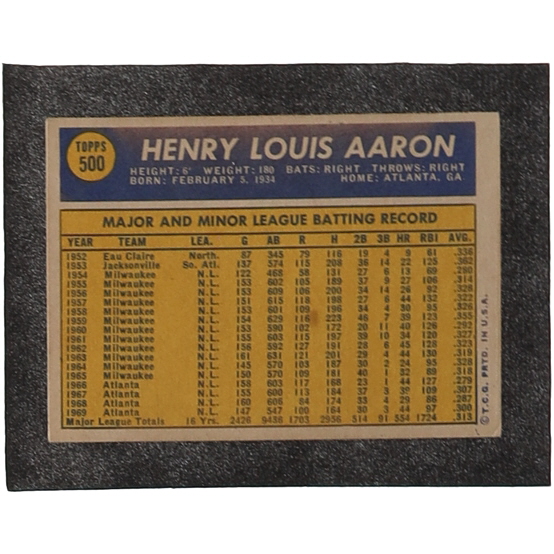 TOPPS
500
HENRY LOUIS AARON
HEIGHT: 6' WEIGHT: 180 BATS: RIGHT THROWS: RIGHT
BORN: FEBRUARY 5, 1934 HOME: ATLANTA, GA
MAJOR AND MINOR LEAGUE BATTING RECORD
YEAR TEAM LEA. G AB R H 2B 3B HR RBI AVG.
1952 Eau Claire North. 87 345 79 116 19 4 9 61 .336
1953 Jacksonville So. Atl. 137 574 115 208 36 14 22 125 .362
1954 Milwaukee N.L. 122 468 58 131 27 6 13 69 .280
1955 Milwaukee N.L. 153 602 105 189 37 9 27 106 .314
1956 Milwaukee N.L. 153 609 106 200 34 14 26 92 .328
1957 Milwaukee N.L. 151 615 118 198 27 6 44 132 .322
1958 Milwaukee N.L. 153 601 109 196 34 4 30 95 .326
1959 Milwaukee N.L. 154 629 116 223 46 7 39 123 .355
1960 Milwaukee N.L. 153 590 102 172 20 11 40 126 .292
1961 Milwaukee N.L. 155 603 115 197 39 10 34 120 .327
1962 Milwaukee N.L. 156 592 127 191 28 6 45 128 .323
1963 Milwaukee N.L. 161 631 121 201 29 4 44 130 .319
1964 Milwaukee N.L. 145 570 103 187 30 2 24 95 .328
1965 Milwaukee N.L. 150 570 109 181 40 1 32 89 .318
1966 Atlanta N.L. 158 603 117 168 23 1 44 127 .279
1967 Atlanta N.L. 155 600 113 184 37 3 39 109 .307
1968 Atlanta N.L. 160 606 84 174 33 4 29 86 .287
1969 Atlanta N.L. 147 547 100 164 30 3 44 97 .300
Major League Totals 16 Yrs. 2426 9436 1703 2956 514 91 554 1724 .313
© T.C.G. PRTD. IN U.S.A.